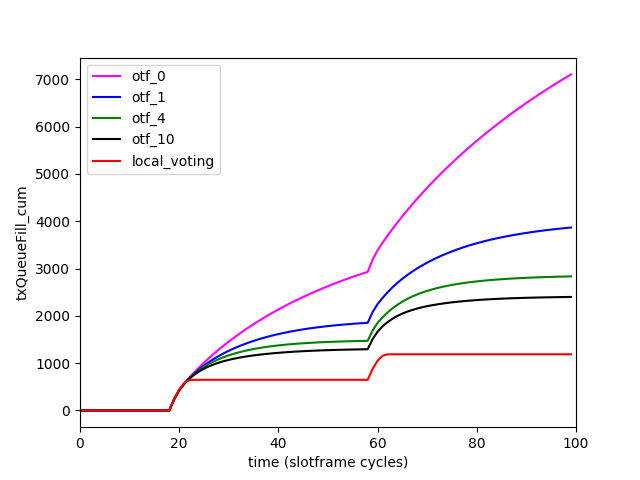 otf_0
otf_1
otf_4
otf_10
local_voting
7000
6000
5000
4000
3000
2000
1000
0
txQueueFill_cum
0 20 40 60 80 100
time (slotframe cycles)